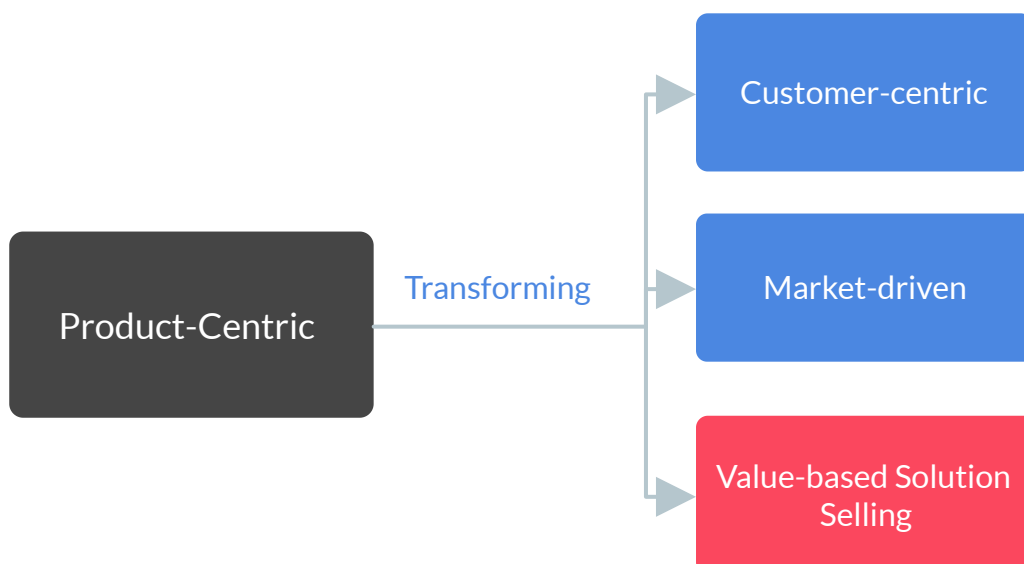 Product-Centric
Transforming
Customer-centric
Market-driven
Value-based Solution
Selling